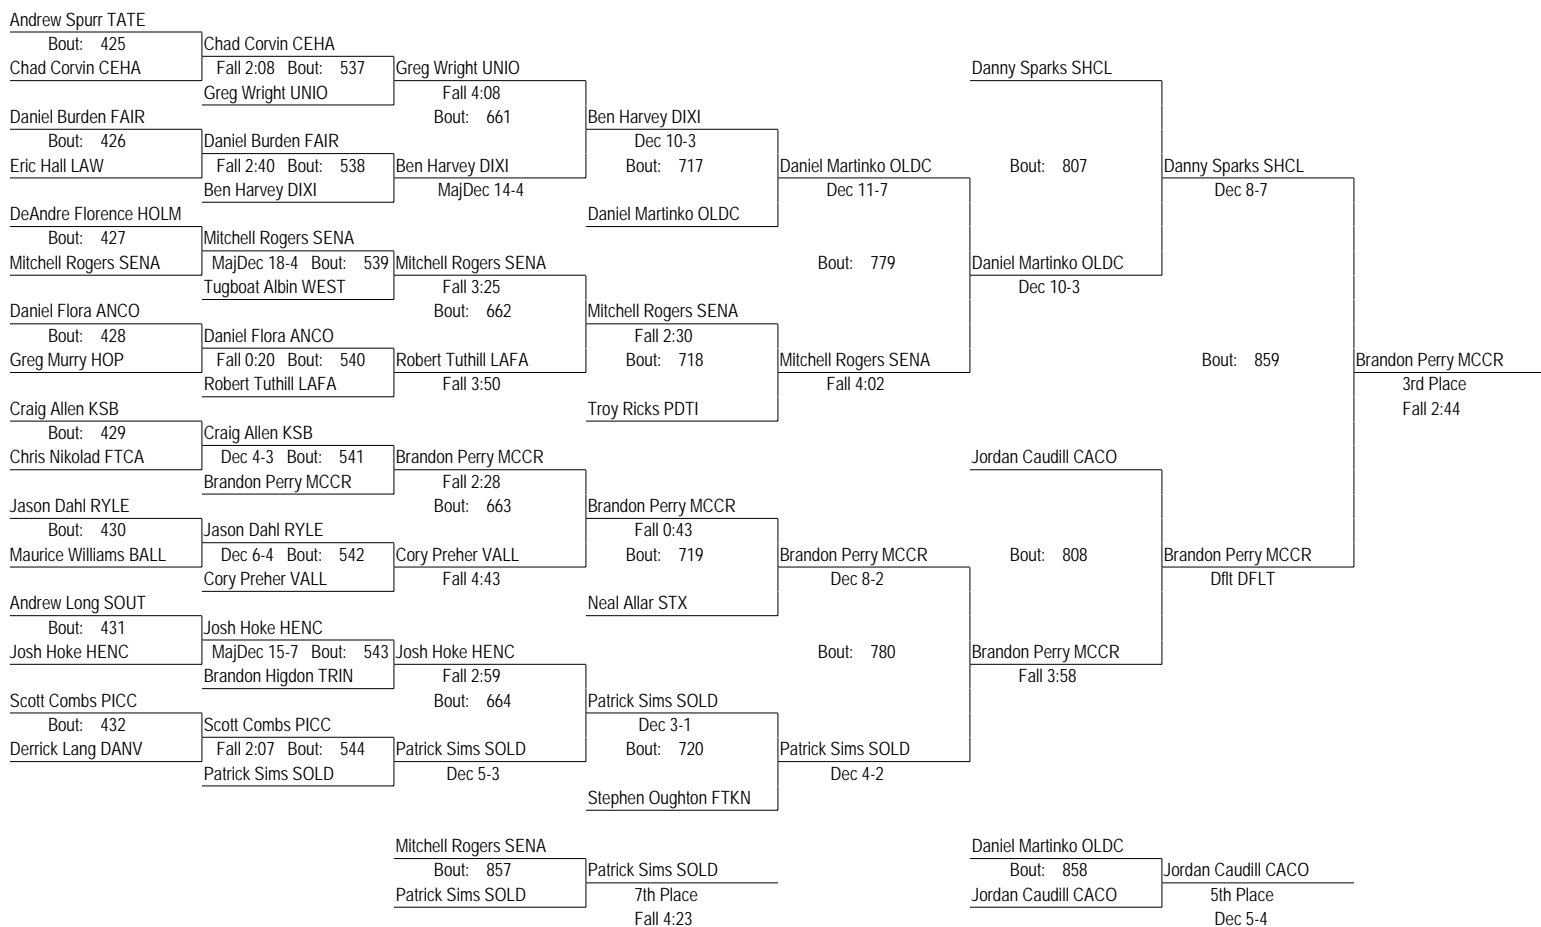 Andrew Spurr TATE
Bout: 425 Chad Corvin CEHA
Chad Corvin CEHA Fall 2:08 Bout: 537 Greg Wright UNIO Danny Sparks SHCL
Greg Wright UNIO Fall 4:08
Daniel Burden FAIR Bout: 661 Ben Harvey DIXI
Bout: 426 Daniel Burden FAIR Dec 10-3
Eric Hall LAW Fall 2:40 Bout: 538 Ben Harvey DIXI Bout: 717 Daniel Martinko OLDC Bout: 807 Danny Sparks SHCL
Ben Harvey DIXI MajDec 14-4 Dec 11-7 Dec 8-7
DeAndre Florence HOLM Daniel Martinko OLDC
Bout: 427 Mitchell Rogers SENA
Mitchell Rogers SENA MajDec 18-4 Bout: 539 Mitchell Rogers SENA Bout: 779 Daniel Martinko OLDC
Tugboat Albin WEST Fall 3:25 Dec 10-3
Daniel Flora ANCO Bout: 662 Mitchell Rogers SENA
Bout: 428 Daniel Flora ANCO Fall 2:30
Greg Murry HOP Fall 0:20 Bout: 540 Robert Tuthill LAFA Bout: 718 Mitchell Rogers SENA Bout: 859 Brandon Perry MCCR
Robert Tuthill LAFA Fall 3:50 Fall 4:02 3rd Place
Craig Allen KSB Troy Ricks PDTI Fall 2:44
Bout: 429 Craig Allen KSB
Chris Nikolad FTCA Dec 4-3 Bout: 541 Brandon Perry MCCR Jordan Caudill CACO
Brandon Perry MCCR Fall 2:28
Jason Dahl RYLE Bout: 663 Brandon Perry MCCR
Bout: 430 Jason Dahl RYLE Fall 0:43
Maurice Williams BALL Dec 6-4 Bout: 542 Cory Preher VALL Bout: 719 Brandon Perry MCCR Bout: 808 Brandon Perry MCCR
Cory Preher VALL Fall 4:43 Dec 8-2 Dflt DFLT
Andrew Long SOUT Neal Allar STX
Bout: 431 Josh Hoke HENC
Josh Hoke HENC MajDec 15-7 Bout: 543 Josh Hoke HENC Bout: 780 Brandon Perry MCCR
Brandon Higdon TRIN Fall 2:59 Fall 3:58
Scott Combs PICC Bout: 664 Patrick Sims SOLD
Bout: 432 Scott Combs PICC Dec 3-1
Derrick Lang DANV Fall 2:07 Bout: 544 Patrick Sims SOLD Bout: 720 Patrick Sims SOLD
Patrick Sims SOLD Dec 5-3 Dec 4-2
Stephen Oughton FTKN
Mitchell Rogers SENA Daniel Martinko OLDC
Bout: 857 Patrick Sims SOLD Bout: 858 Jordan Caudill CACO
Patrick Sims SOLD 7th Place Jordan Caudill CACO 5th Place
Fall 4:23 Dec 5-4